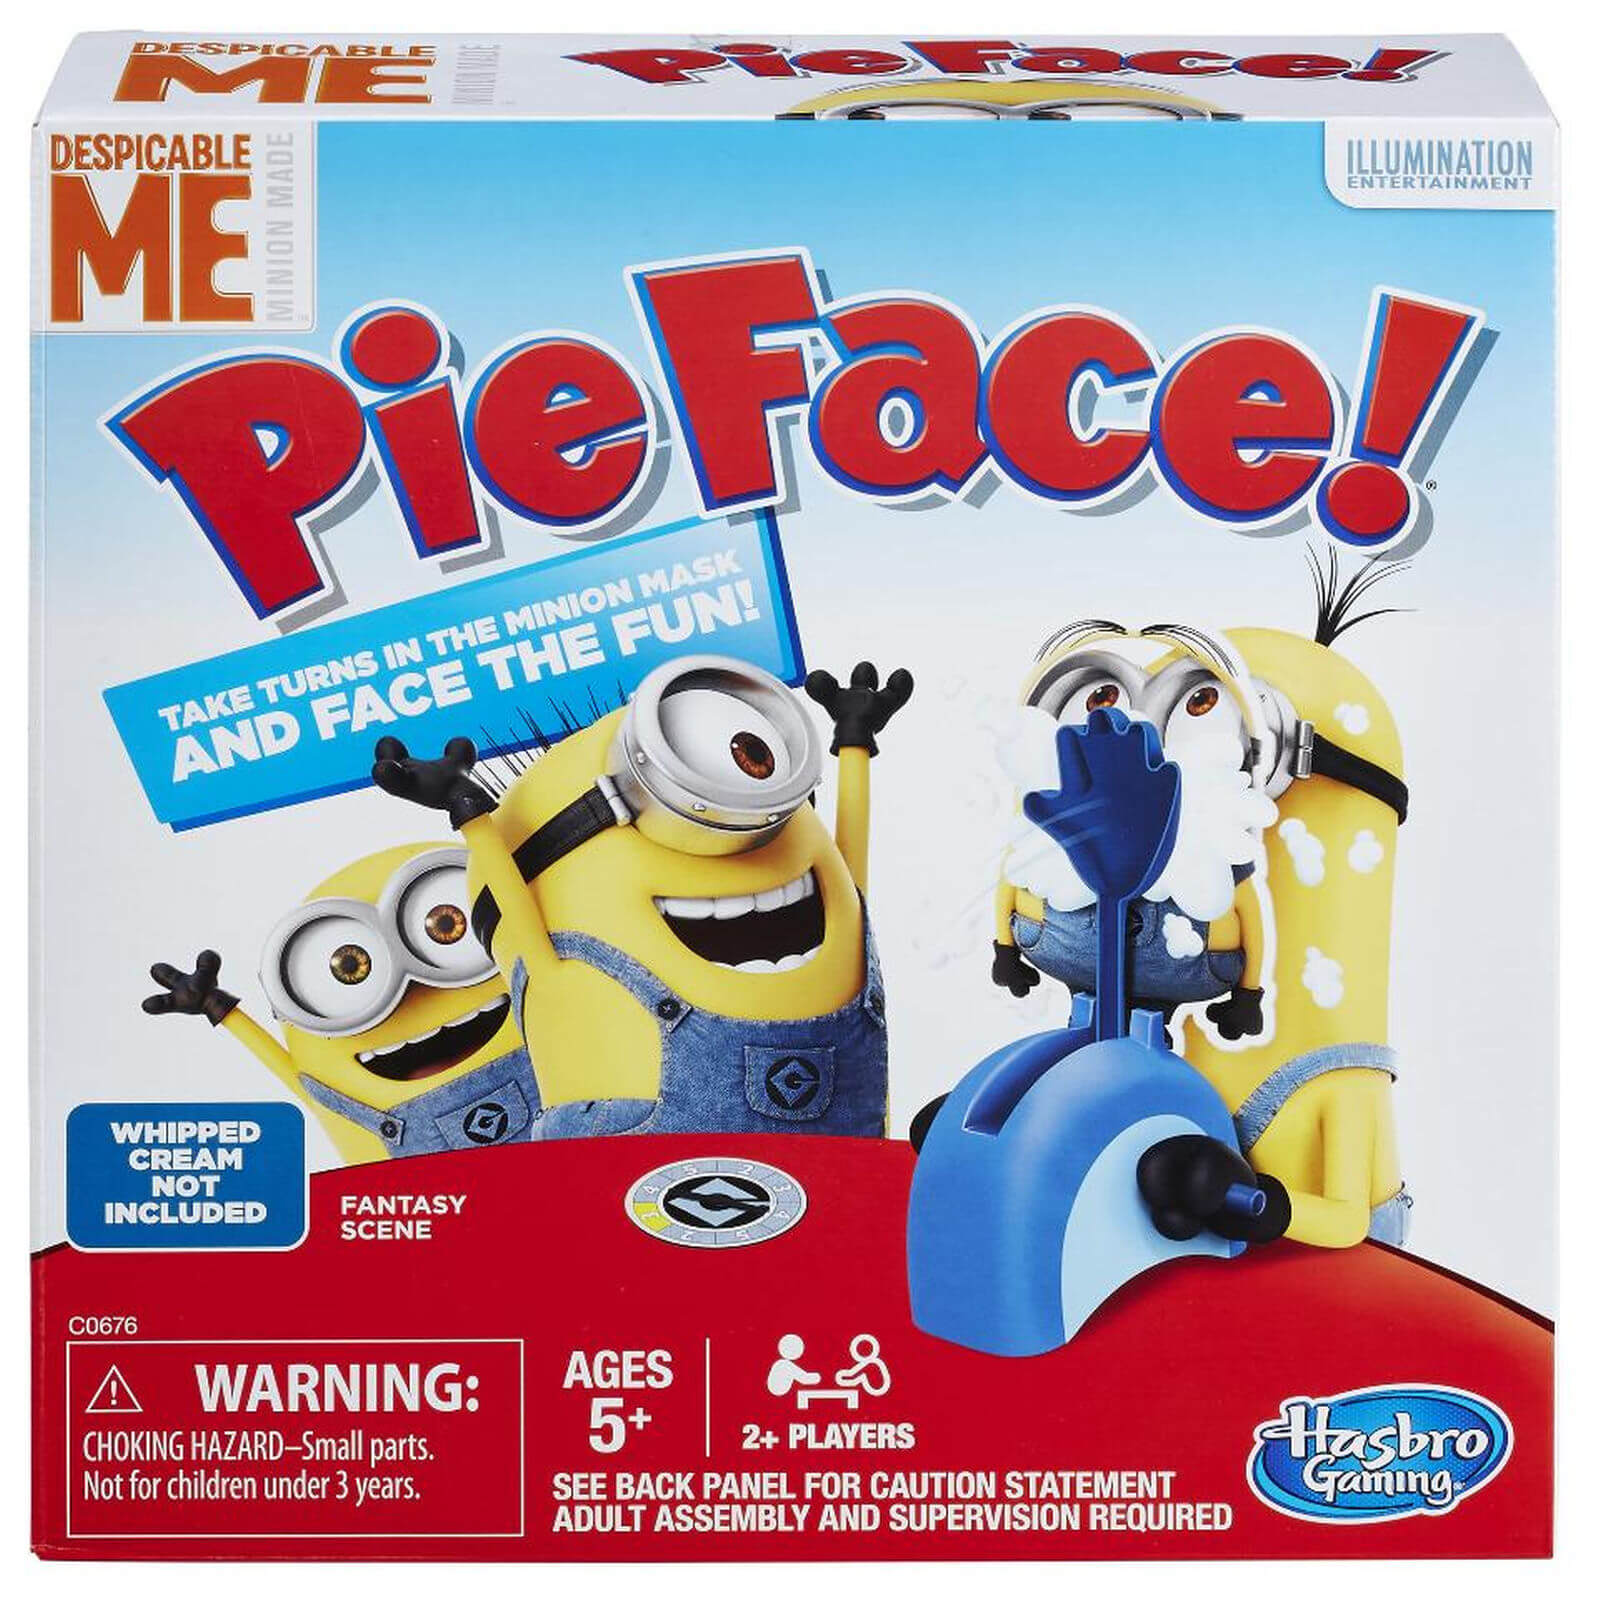 DESPICABLE
ME
MINION MADE
Pie Face!
DESPICABLE
ME
MINION MADE
ILLUMINATION
ENTERTAINMENT
Pie Face!
®
TAKE TURNS IN THE MINION MASK
AND FACE THE FUN!
WHIPPED
CREAM
NOT
INCLUDED
FANTASY
SCENE
C0676
WARNING:
CHOKING HAZARD–Small parts.
Not for children under 3 years.
AGES
5+
2+ PLAYERS
SEE BACK PANEL FOR CAUTION STATEMENT
ADULT ASSEMBLY AND SUPERVISION REQUIRED
Hasbro
Gaming